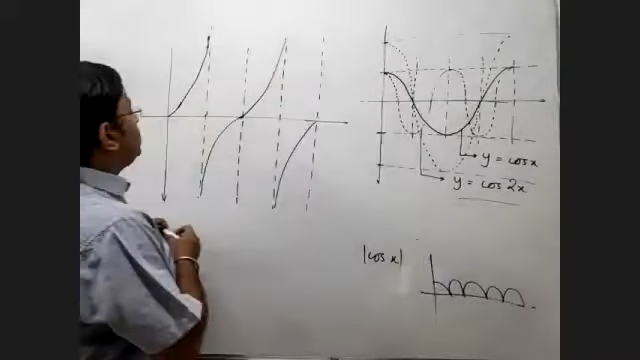 y = cos x
y = cos 2x
|cos x|